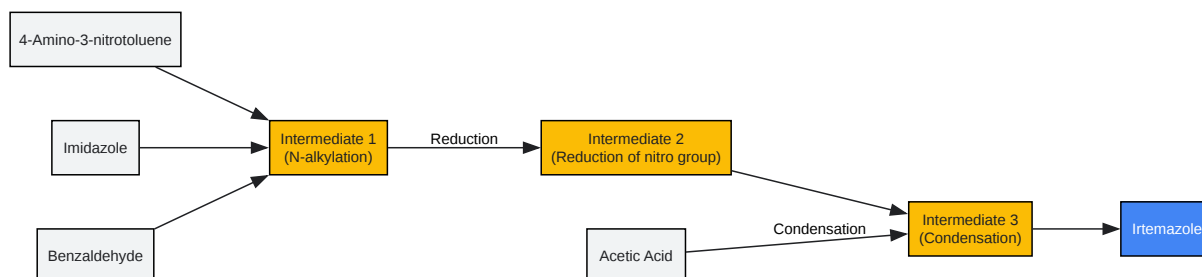 4-Amino-3-nitrotoluene
Imidazole
Benzaldehyde
Intermediate 1
(N-alkylation)
Reduction
Intermediate 2
(Reduction of nitro group)
Acetic Acid
Condensation
Intermediate 3
(Condensation)
Irtemazole